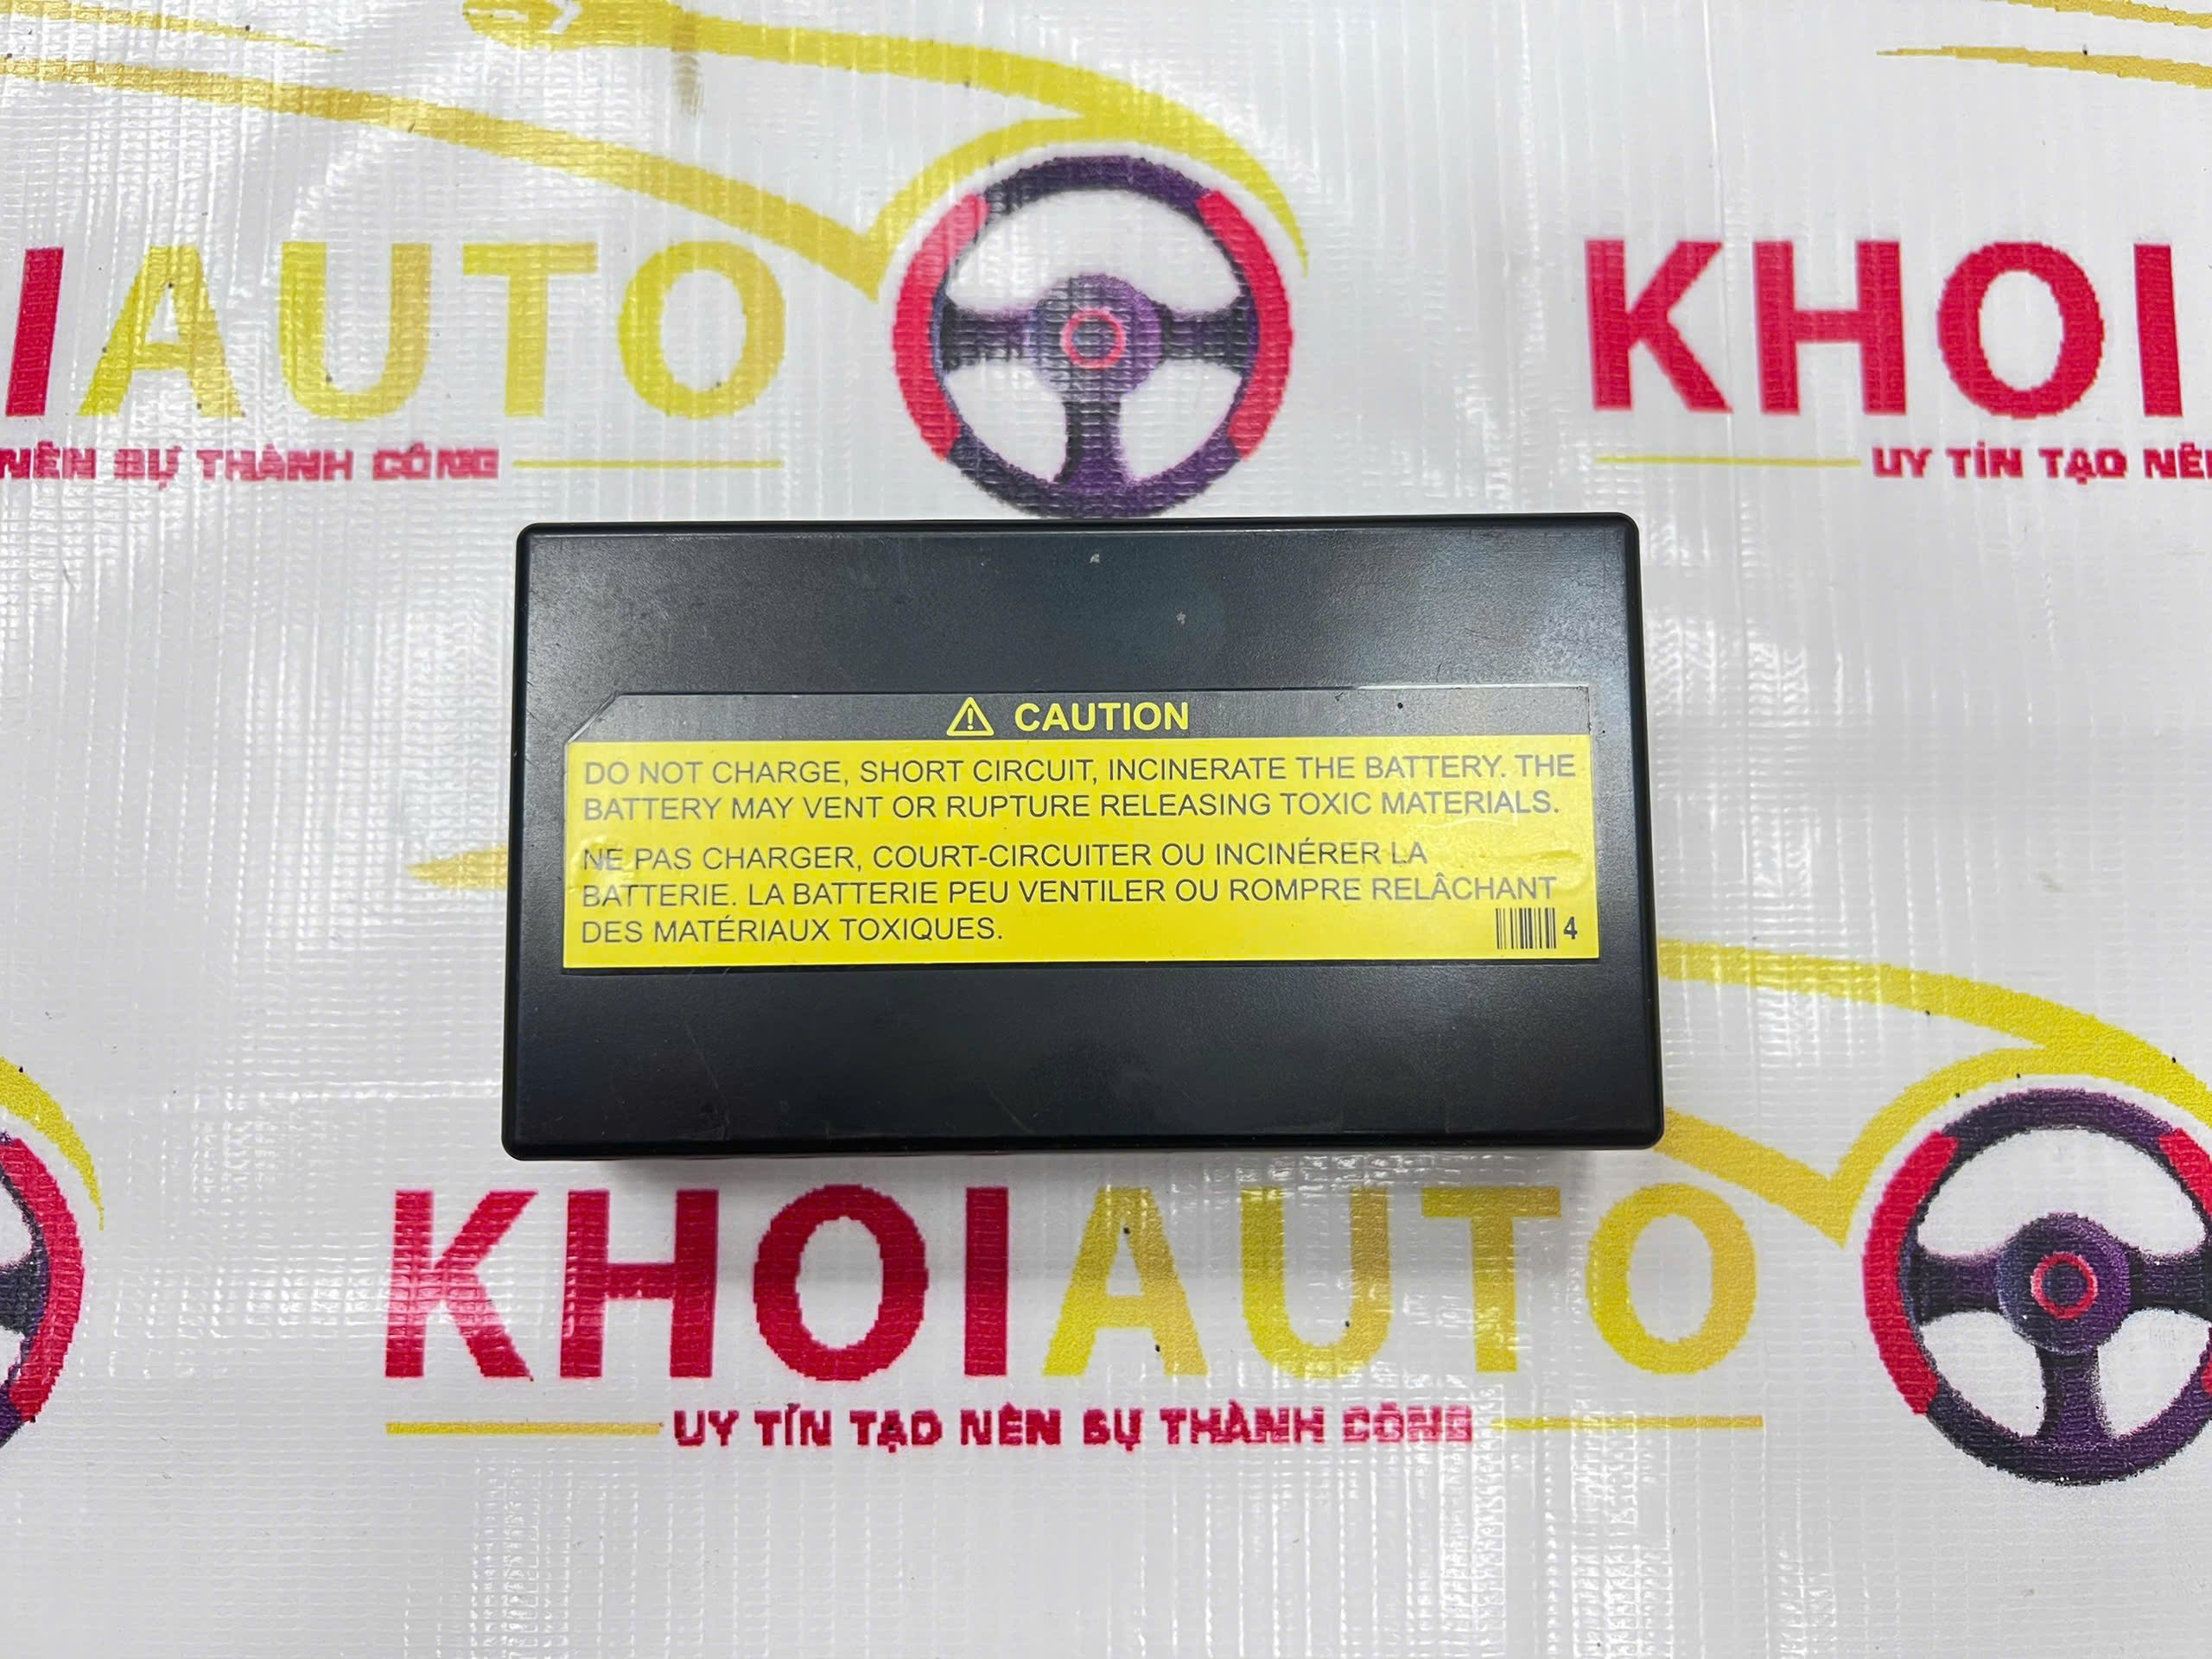 I AUTO
NÊN SỰ THÀNH CÔNG
KHOI
UY TÍN TẠO NÊN
⚠ CAUTION
DO NOT CHARGE, SHORT CIRCUIT, INCINERATE THE BATTERY. THE
BATTERY MAY VENT OR RUPTURE RELEASING TOXIC MATERIALS.
NE PAS CHARGER, COURT-CIRCUITER OU INCINÉRER LA
BATTERIE. LA BATTERIE PEU VENTILER OU ROMPRE RELÂCHANT
DES MATÉRIAUX TOXIQUES.
4
KHOIAUTO
UY TÍN TẠO NÊN SỰ THÀNH CÔNG